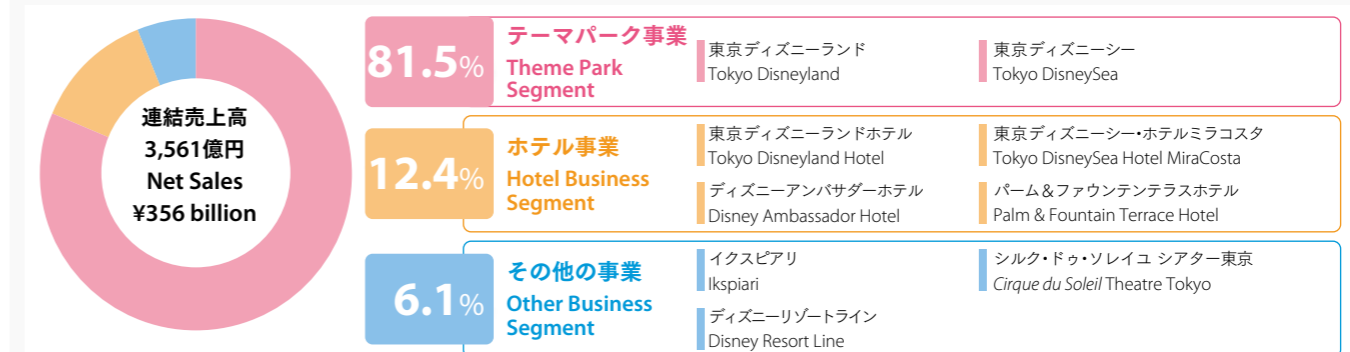 連結売上高
3,561億円
Net Sales
¥356 billion
81.5%
テーマパーク事業
Theme Park
Segment
東京ディズニーランド
Tokyo Disneyland
東京ディズニーシー
Tokyo DisneySea
12.4%
ホテル事業
Hotel Business
Segment
東京ディズニーランドホテル
Tokyo Disneyland Hotel
東京ディズニーシー・ホテルミラコスタ
Tokyo DisneySea Hotel MiraCosta
ディズニーアンバサダーホテル
Disney Ambassador Hotel
パーム＆ファウンテンテラスホテル
Palm & Fountain Terrace Hotel
6.1%
その他の事業
Other Business
Segment
イクスピアリ
Ikspiari
シルク・ドゥ・ソレイユ シアター東京
Cirque du Soleil Theatre Tokyo
ディズニーリゾートライン
Disney Resort Line